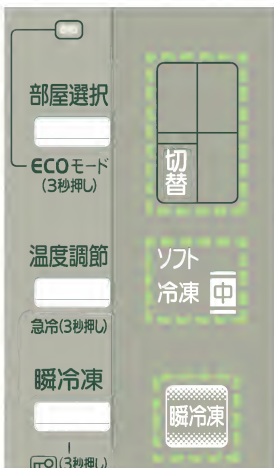 部屋選択
切替
ECOモード
(3秒押し)
温度調節
ソフト
冷凍 中
急冷(3秒押し)
瞬冷凍
瞬冷凍
(3秒押し)